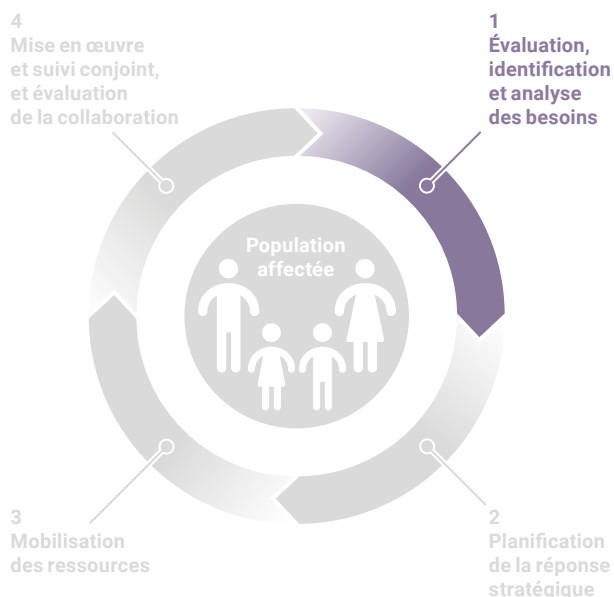 4
Mise en œuvre
et suivi conjoint,
et évaluation
de la collaboration
1
Évaluation,
identification
et analyse
des besoins
Population
affectée
3
Mobilisation
des ressources
2
Planification
de la réponse
stratégique